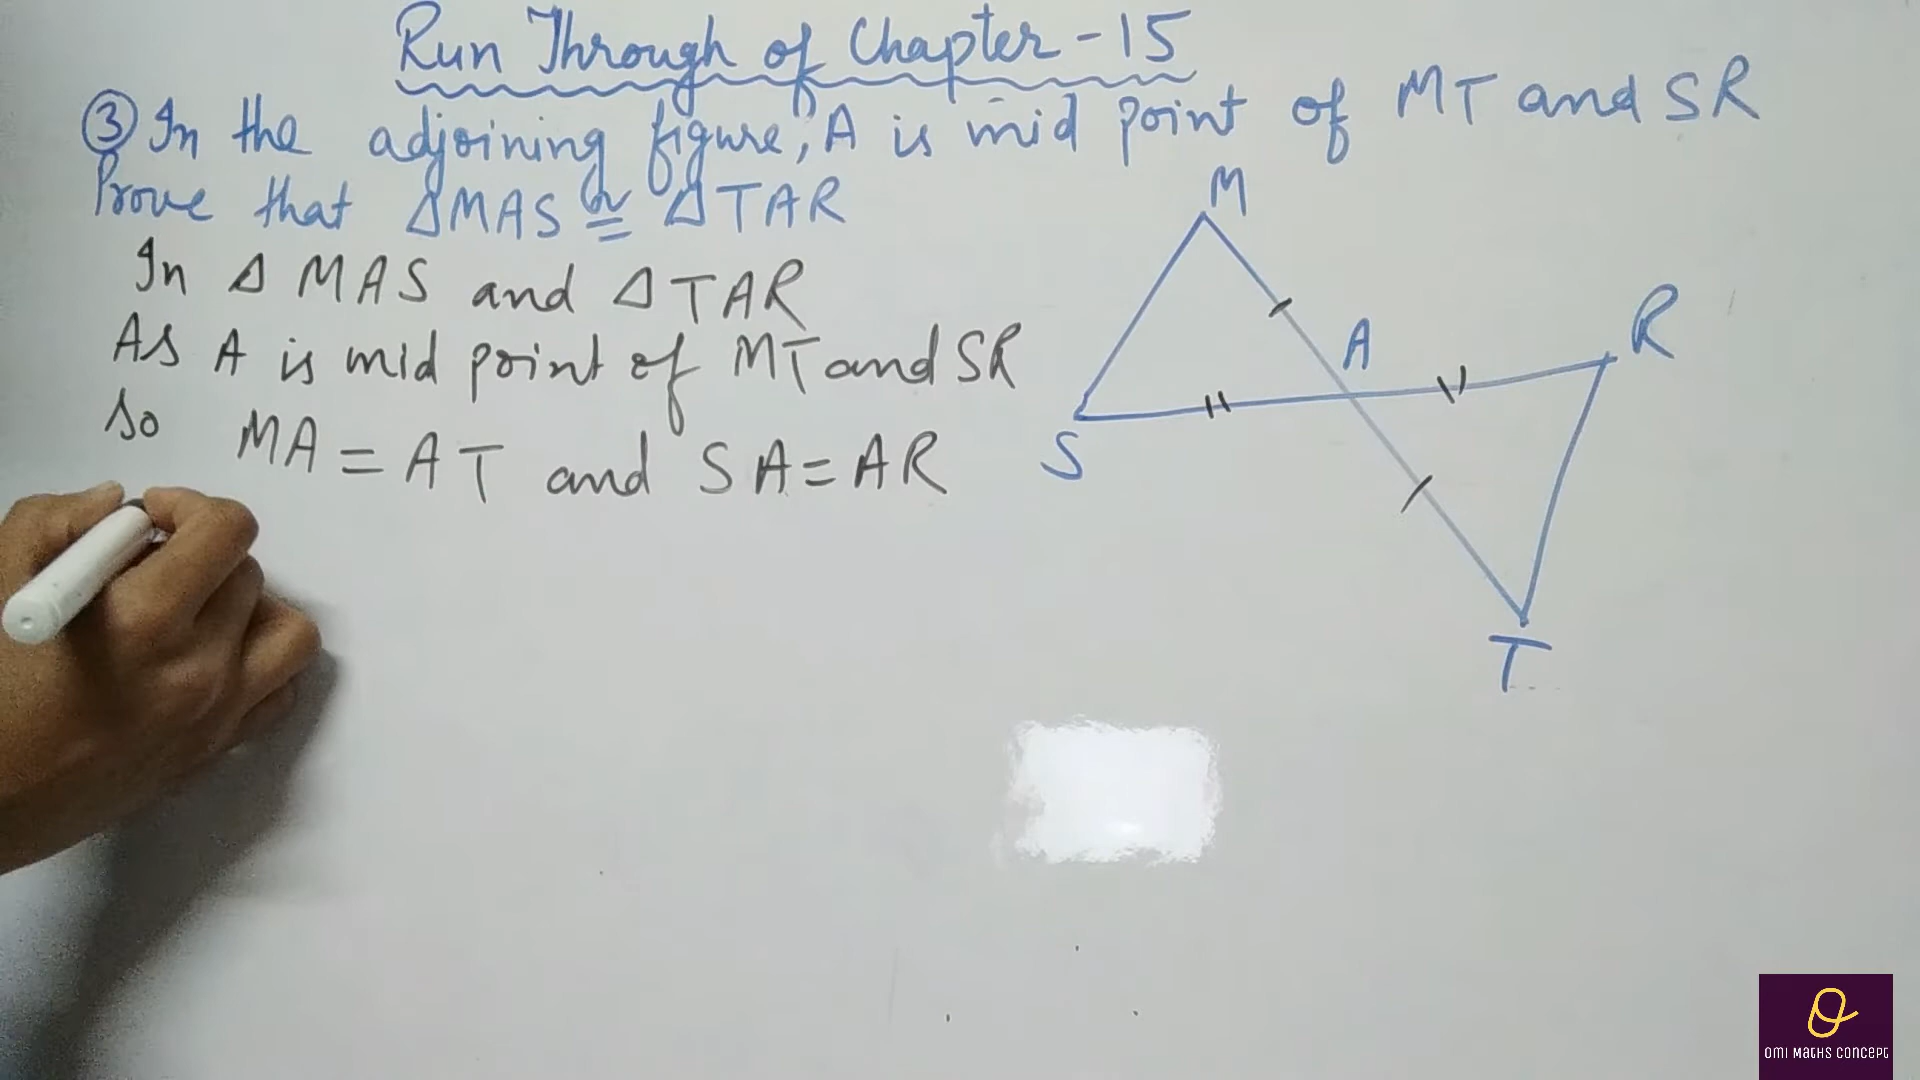 Run Through of Chapter-15
③ In the adjoining figure, A is mid point of MT and SR
Prove that ΔMAS ≅ ΔTAR
In Δ MAS and Δ TAR
As A is mid point of MT and SR
So MA = AT and SA = AR
M
A
R
S
T
OMI MATHS CONCEPT